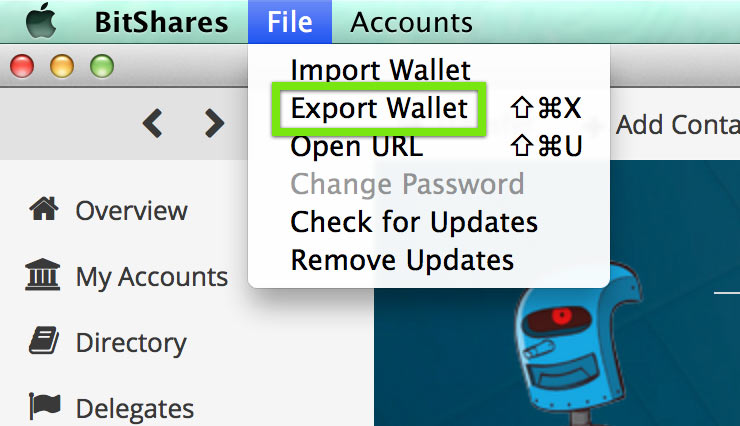 BitShares File Accounts
Import Wallet
Export Wallet ⇧⌘X
Open URL ⇧⌘U
Change Password
Check for Updates
Remove Updates
Add Conta
Overview
My Accounts
Directory
Delegates